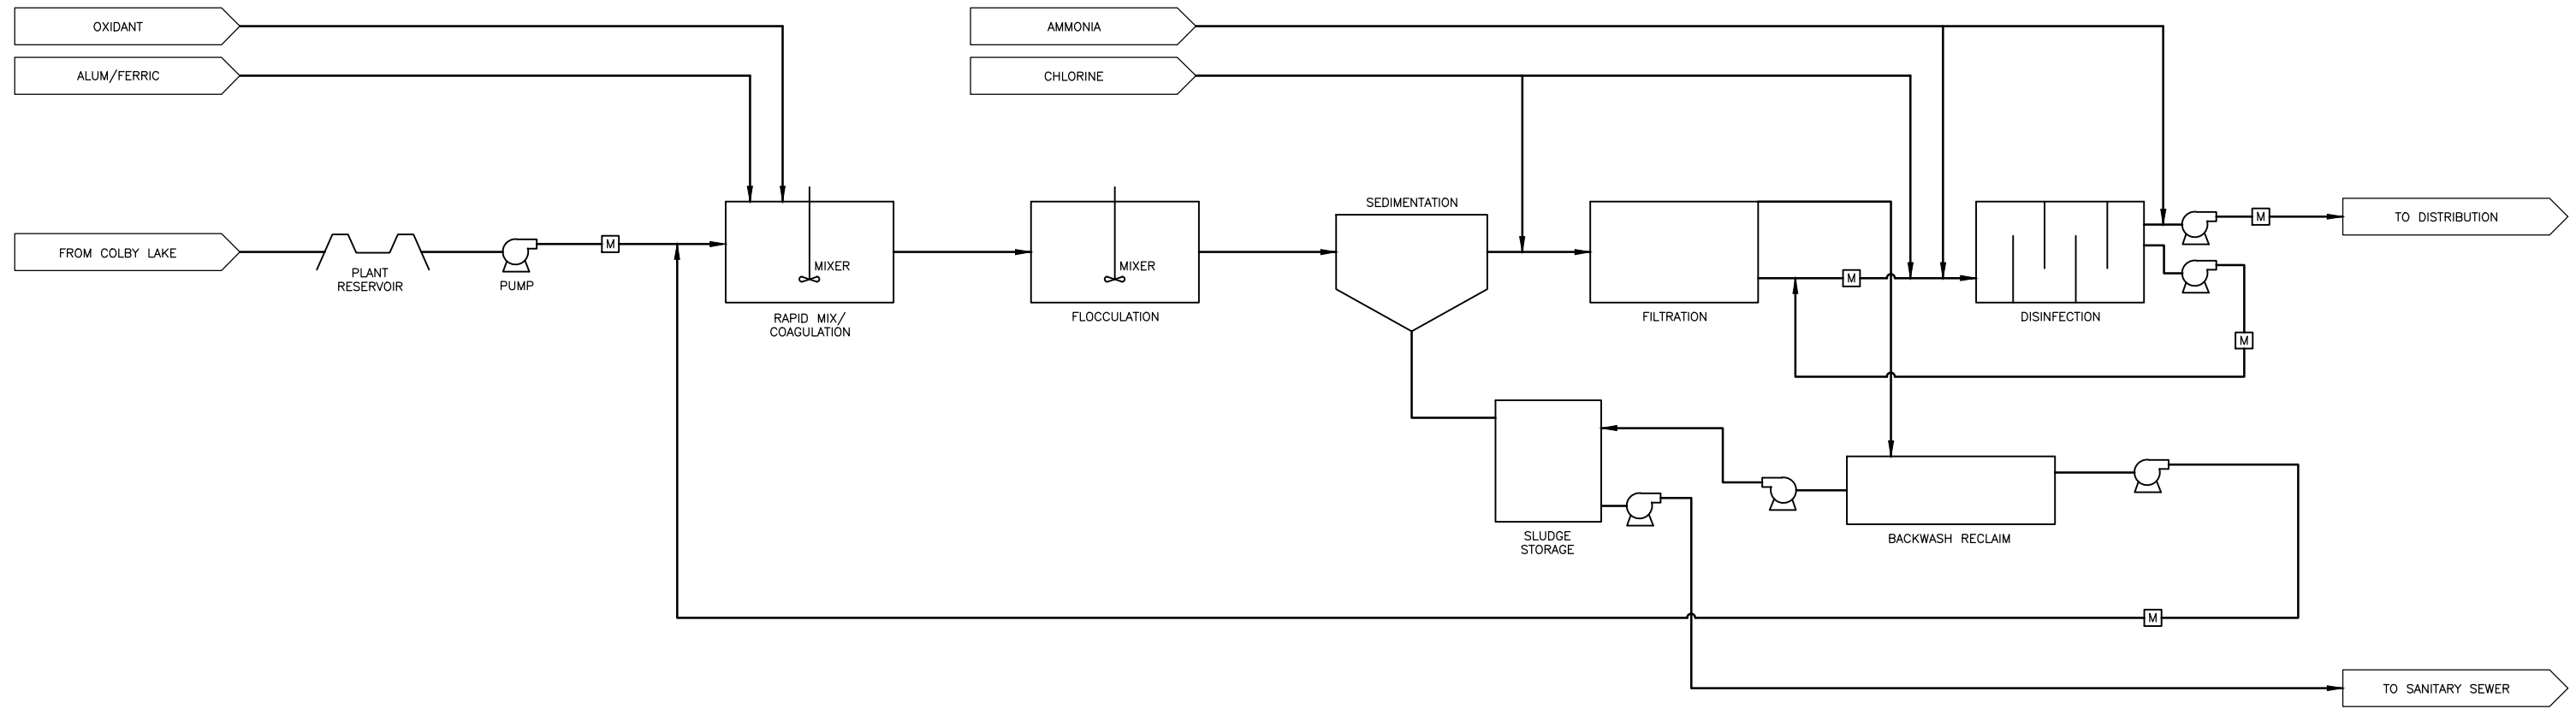 OXIDANT
AMMONIA
ALUM/FERRIC
CHLORINE
SEDIMENTATION
TO DISTRIBUTION
M
FROM COLBY LAKE
M
MIXER
MIXER
PLANT
RESERVOIR
PUMP
M
RAPID MIX/
COAGULATION
FLOCCULATION
FILTRATION
DISINFECTION
M
SLUDGE
STORAGE
BACKWASH RECLAIM
M
TO SANITARY SEWER